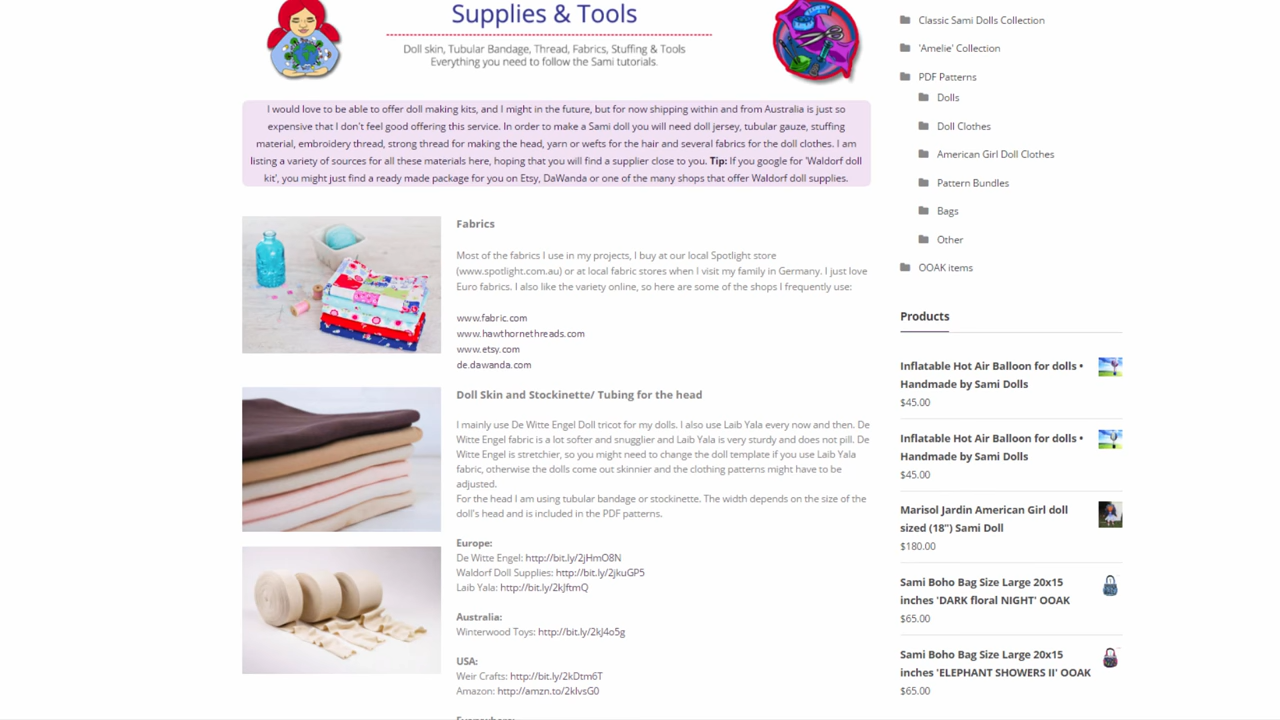 Supplies & Tools
Doll skin, Tubular Bandage, Thread, Fabrics, Stuffing & Tools
Everything you need to follow the Sami tutorials.
I would love to be able to offer doll making kits, and I might in the future, but for now shipping within and from Australia is just so
expensive that I don't feel good offering this service. In order to make a Sami doll you will need doll jersey, tubular gauze, stuffing
material, embroidery thread, strong thread for making the head, yarn or wefts for the hair and several fabrics for the doll clothes. I am
listing a variety of sources for all these materials here, hoping that you will find a supplier close to you. Tip: If you google for 'Waldorf doll
kit', you might just find a ready made package for you on Etsy, DaWanda or one of the many shops that offer Waldorf doll supplies.
Fabrics
Most of the fabrics I use in my projects, I buy at our local Spotlight store
(www.spotlight.com.au) or at local fabric stores when I visit my family in Germany. I just love
Euro fabrics. I also like the variety online, so here are some of the shops I frequently use:
www.fabric.com
www.hawthornethreads.com
www.etsy.com
de.dawanda.com
Doll Skin and Stockinette/ Tubing for the head
I mainly use De Witte Engel Doll tricot for my dolls. I also use Laib Yala every now and then. De
Witte Engel fabric is a lot softer and snugglier and Laib Yala is very sturdy and does not pill. De
Witte Engel is stretchier, so you might need to change the doll template if you use Laib Yala
fabric, otherwise the dolls come out skinnier and the clothing patterns might have to be
adjusted.
For the head I am using tubular bandage or stockinette. The width depends on the size of the
doll's head and is included in the PDF patterns.
Europe:
De Witte Engel: http://bit.ly/2jHmO8N
Waldorf Doll Supplies: http://bit.ly/2jkuGP5
Laib Yala: http://bit.ly/2kJftmQ
Australia:
Winterwood Toys: http://bit.ly/2kJ4o5g
USA:
Weir Crafts: http://bit.ly/2kDtm6T
Amazon: http://amzn.to/2kIvsG0
Classic Sami Dolls Collection
'Amelie' Collection
PDF Patterns
Dolls
Doll Clothes
American Girl Doll Clothes
Pattern Bundles
Bags
Other
OOAK items
Products
Inflatable Hot Air Balloon for dolls •
Handmade by Sami Dolls
$45.00
Inflatable Hot Air Balloon for dolls •
Handmade by Sami Dolls
$45.00
Marisol Jardin American Girl doll
sized (18") Sami Doll
$180.00
Sami Boho Bag Size Large 20x15
inches 'DARK floral NIGHT' OOAK
$65.00
Sami Boho Bag Size Large 20x15
inches 'ELEPHANT SHOWERS II' OOAK
$65.00